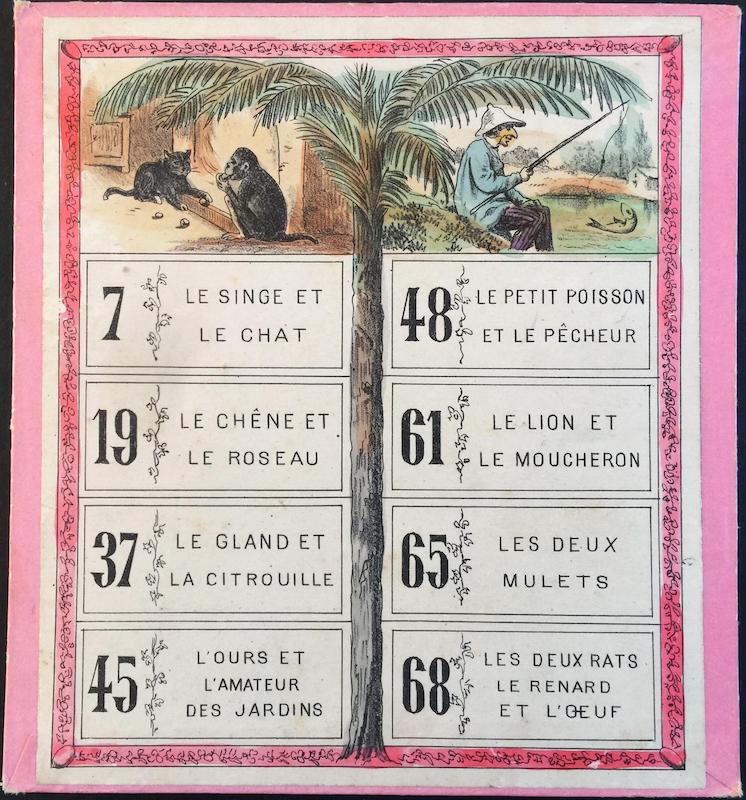 7
LE SINGE ET
LE CHAT
19
LE CHÊNE ET
LE ROSEAU
37
LE GLAND ET
LA CITROUILLE
45
L'OURS ET
L'AMATEUR
DES JARDINS
48
LE PETIT POISSON
ET LE PÊCHEUR
61
LE LION ET
LE MOUCHERON
65
LES DEUX
MULETS
68
LES DEUX RATS
LE RENARD
ET L'ŒUF